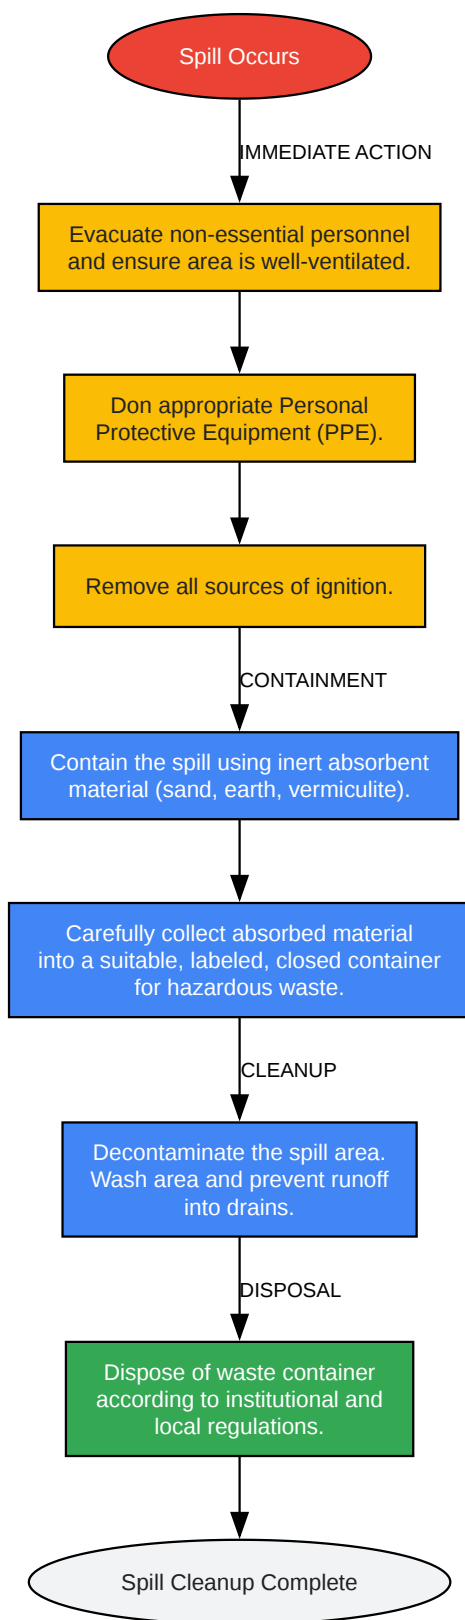 Spill Occurs
IMMEDIATE ACTION
Evacuate non-essential personnel
and ensure area is well-ventilated.
Don appropriate Personal
Protective Equipment (PPE).
Remove all sources of ignition.
CONTAINMENT
Contain the spill using inert absorbent
material (sand, earth, vermiculite).
Carefully collect absorbed material
into a suitable, labeled, closed container
for hazardous waste.
CLEANUP
Decontaminate the spill area.
Wash area and prevent runoff
into drains.
DISPOSAL
Dispose of waste container
according to institutional and
local regulations.
Spill Cleanup Complete